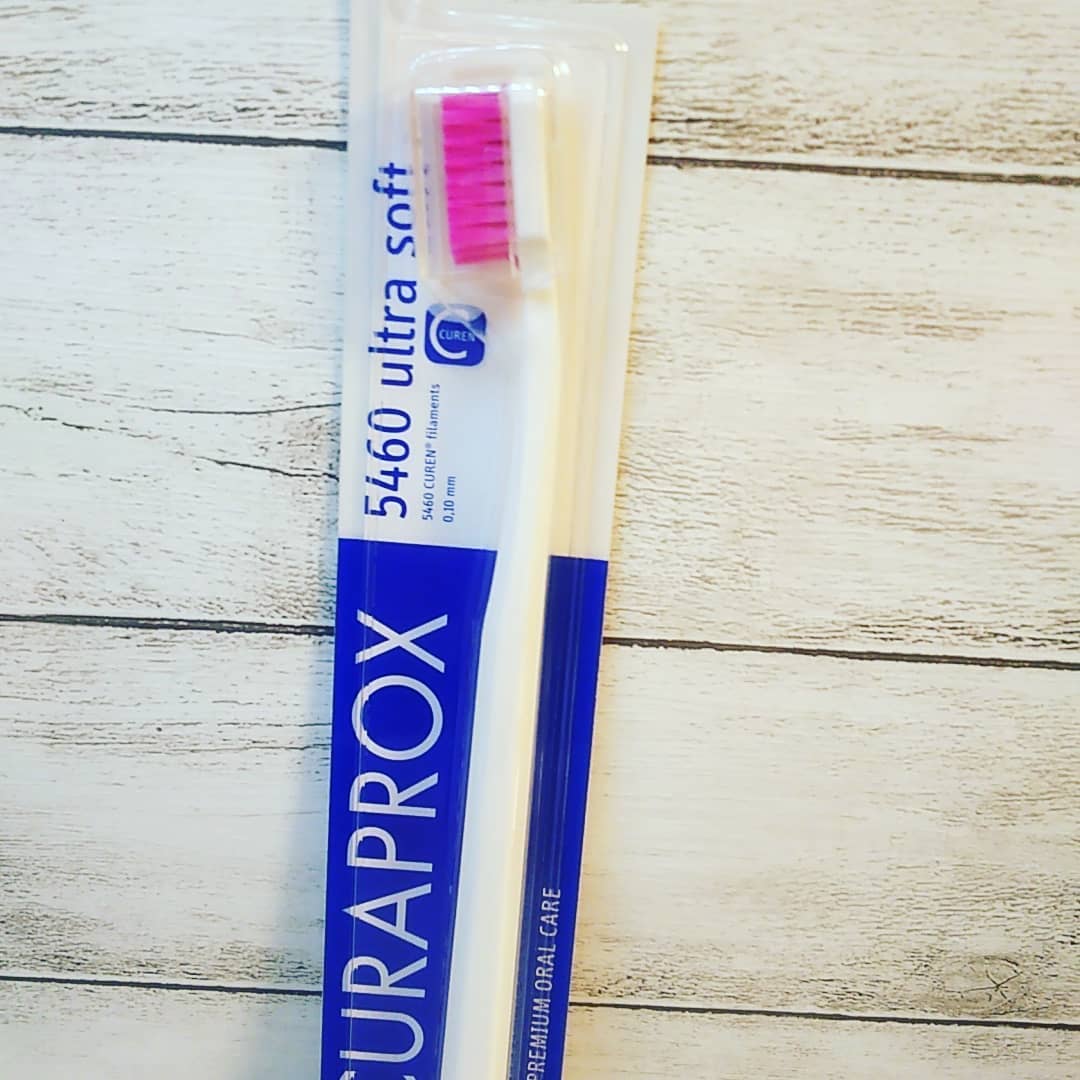 5460 ultra soft
CUREN
5460 CUREN® filaments
0,10 mm
CURAPROX
PREMIUM ORAL CARE